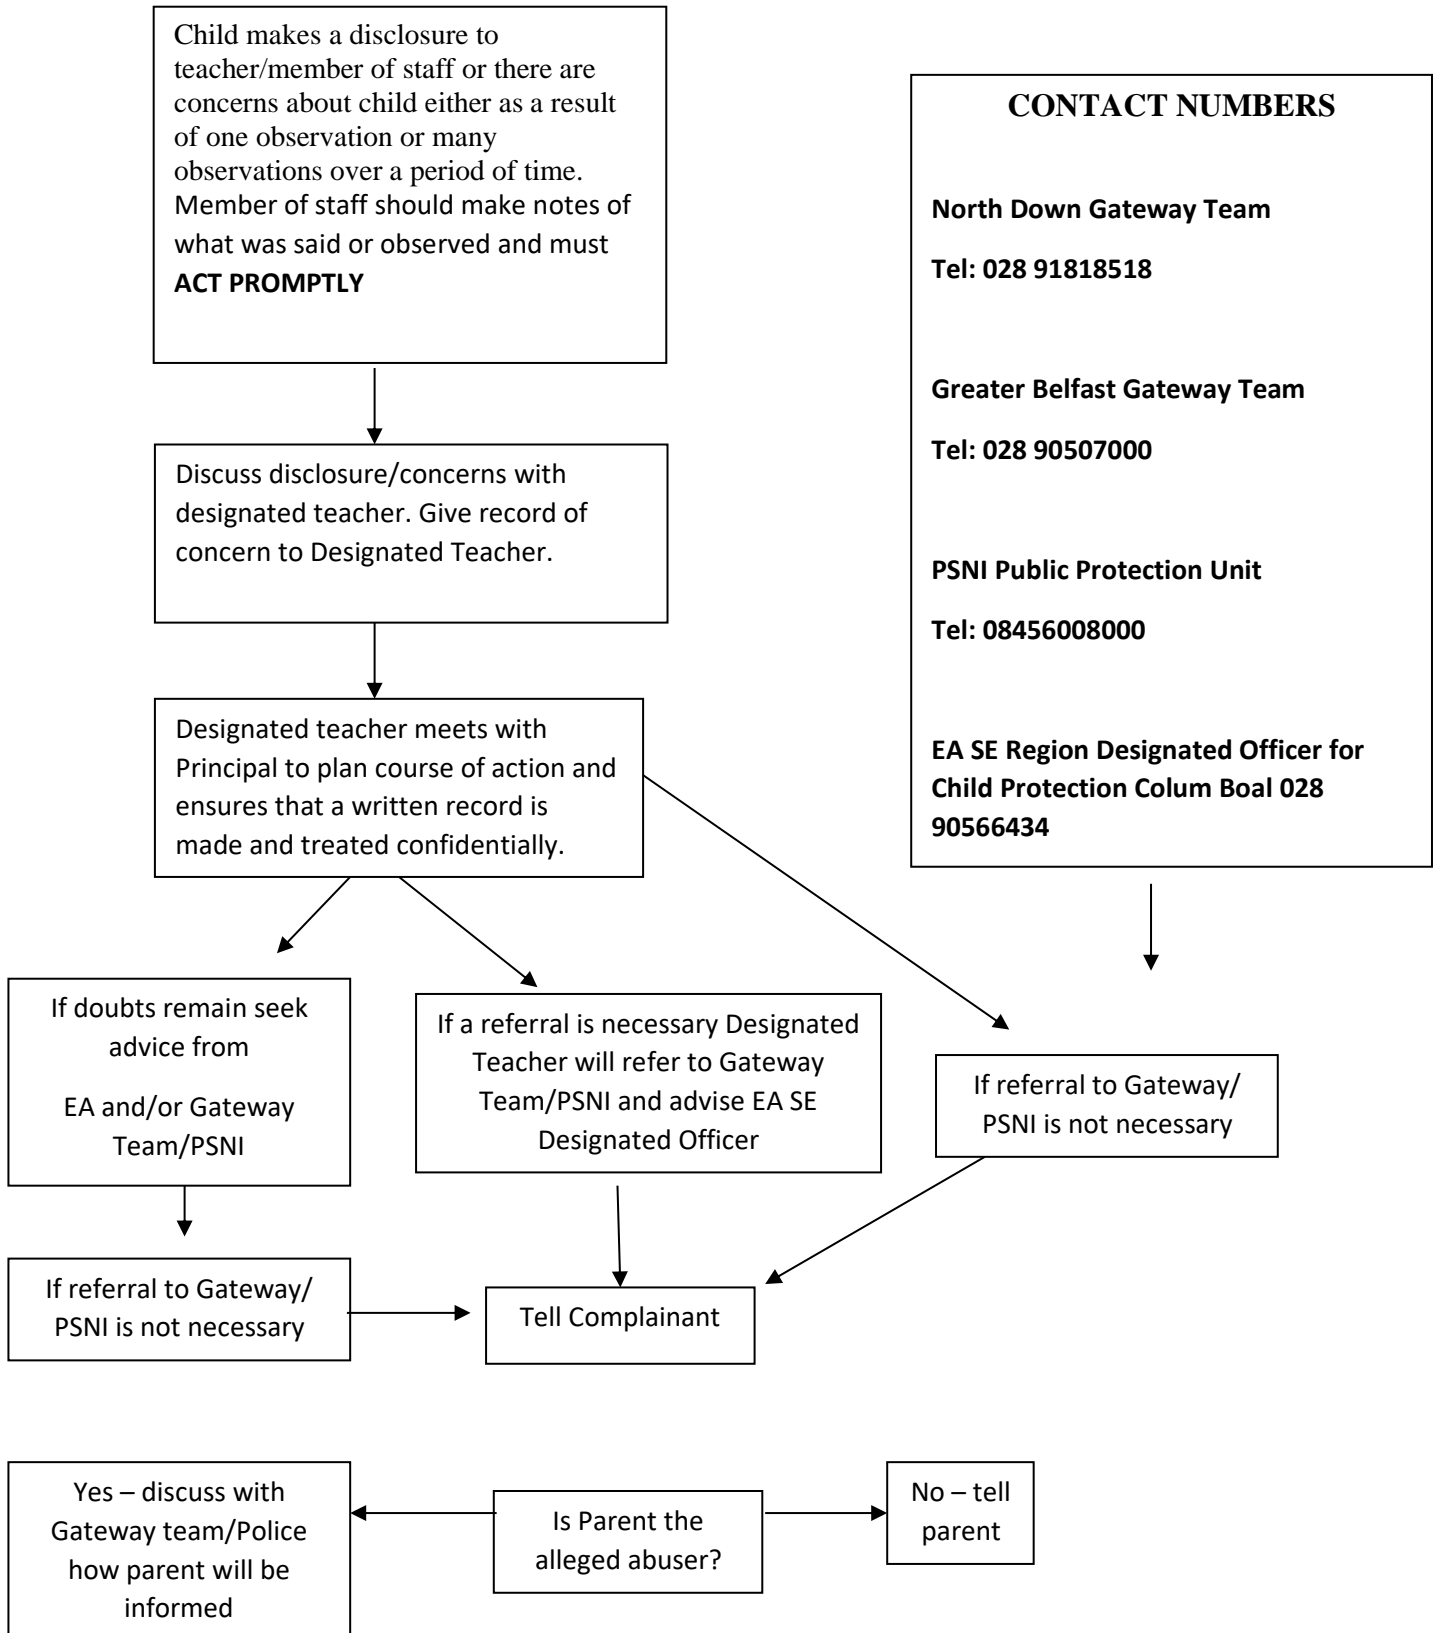 Child makes a disclosure to
teacher/member of staff or there are
concerns about child either as a result
of one observation or many
observations over a period of time.
Member of staff should make notes of
what was said or observed and must
ACT PROMPTLY
CONTACT NUMBERS
North Down Gateway Team
Tel: 028 91818518
Greater Belfast Gateway Team
Tel: 028 90507000
PSNI Public Protection Unit
Tel: 08456008000
EA SE Region Designated Officer for
Child Protection Colum Boal 028
90566434
Discuss disclosure/concerns with
designated teacher. Give record of
concern to Designated Teacher.
Designated teacher meets with
Principal to plan course of action and
ensures that a written record is
made and treated confidentially.
If doubts remain seek
advice from
EA and/or Gateway
Team/PSNI
If a referral is necessary Designated
Teacher will refer to Gateway
Team/PSNI and advise EA SE
Designated Officer
If referral to Gateway/
PSNI is not necessary
If referral to Gateway/
PSNI is not necessary
Tell Complainant
Yes – discuss with
Gateway team/Police
how parent will be
informed
Is Parent the
alleged abuser?
No – tell
parent